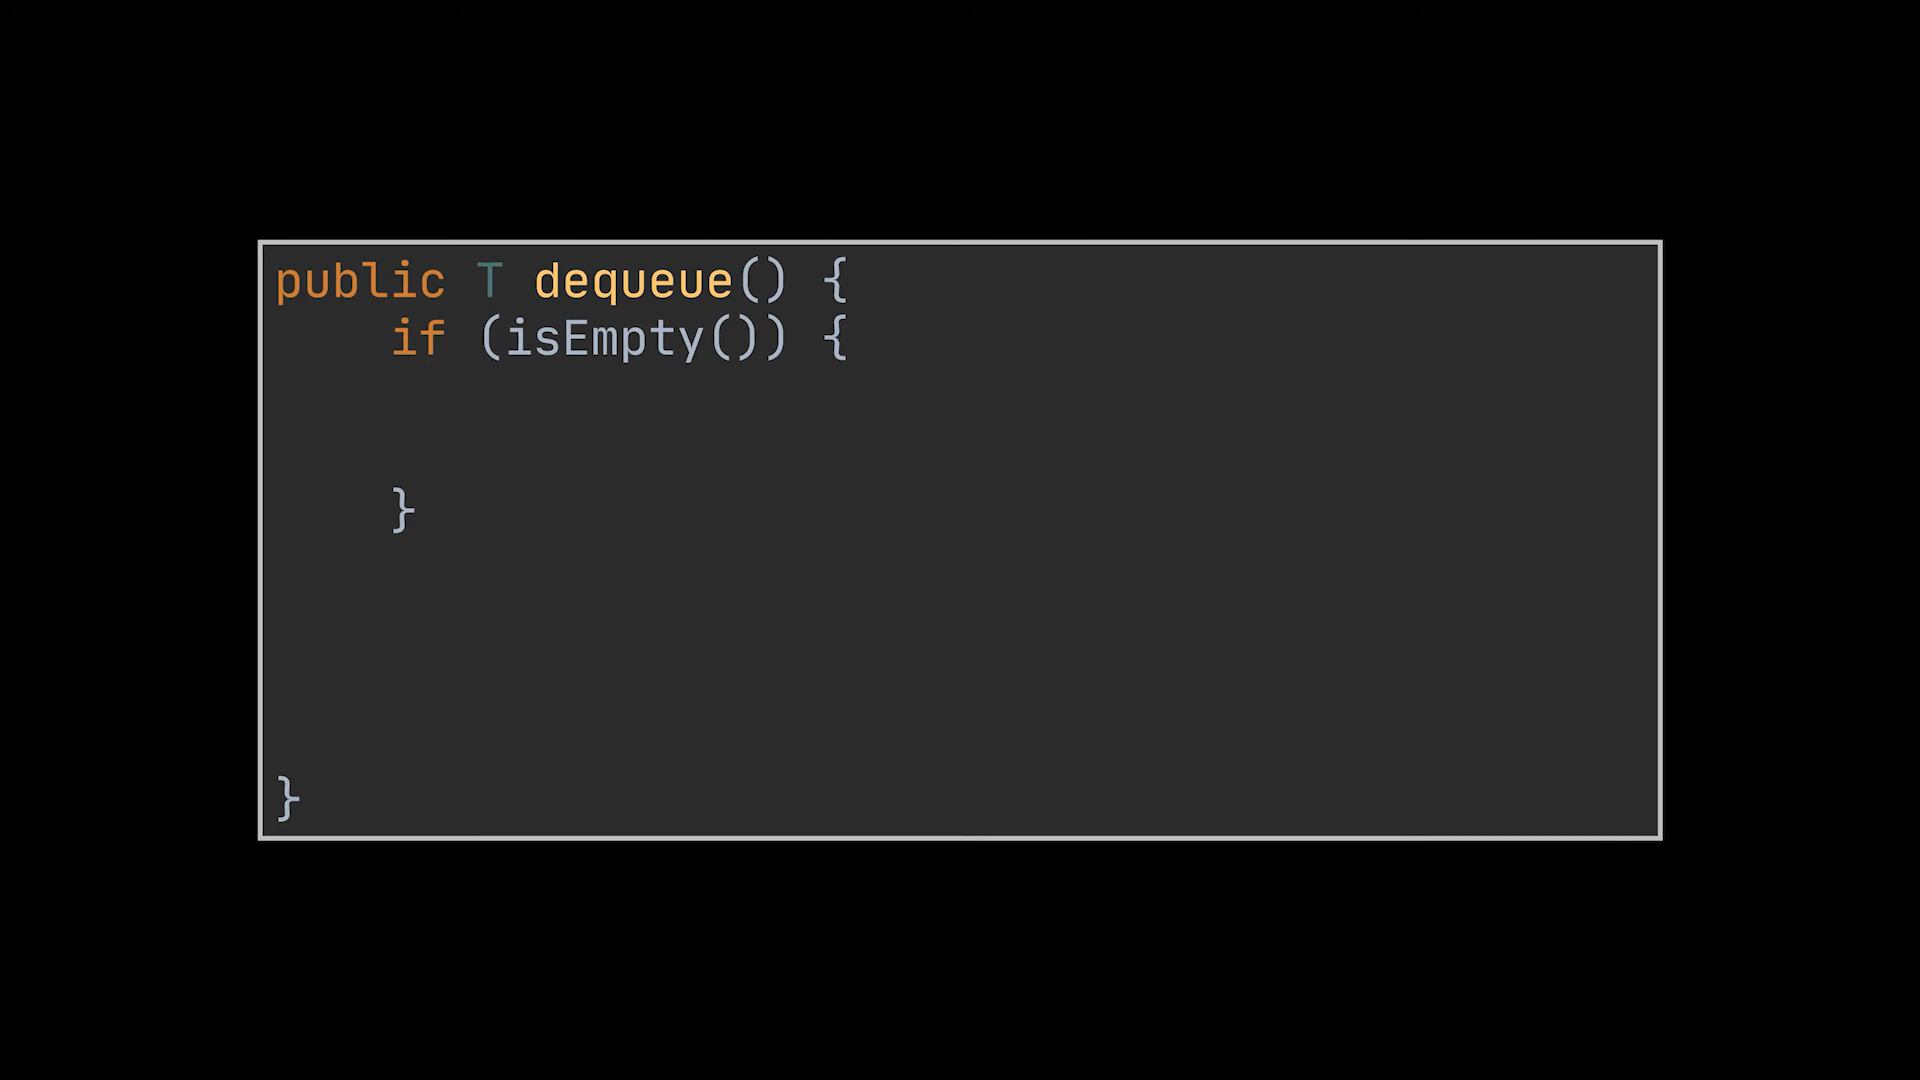 public T dequeue() {
    if (isEmpty()) {
    }
}